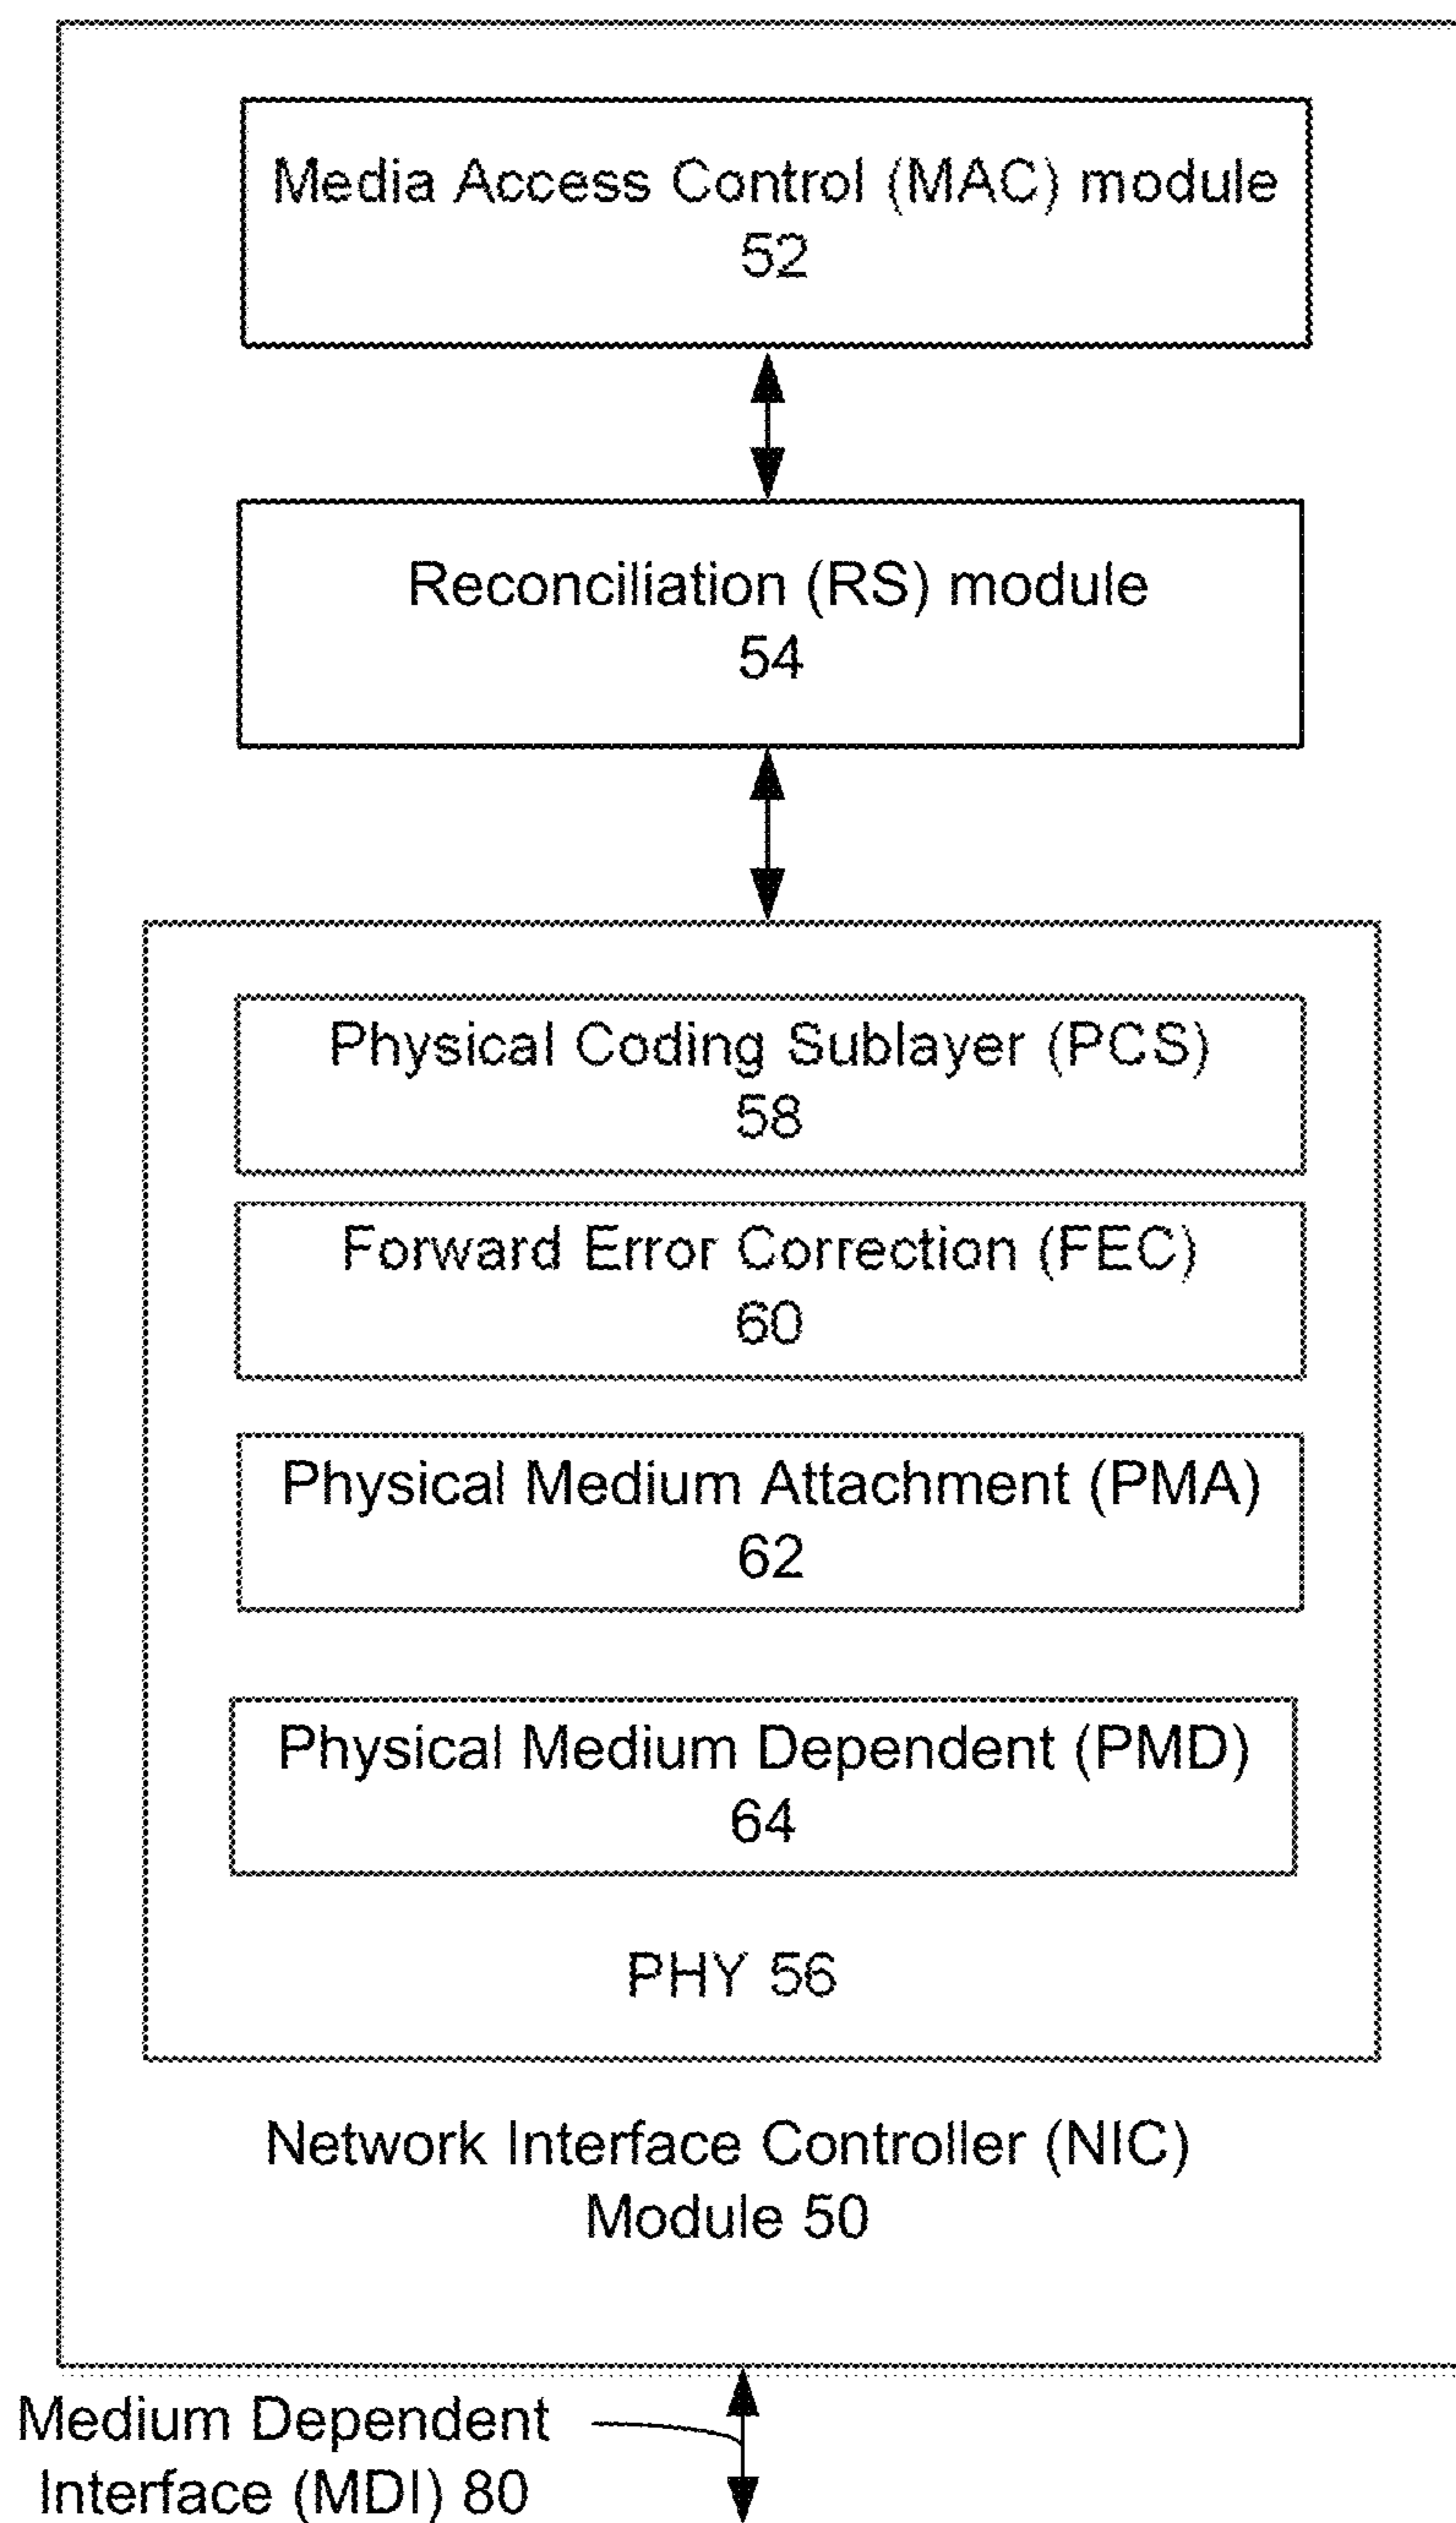 Media Access Control (MAC) module
52
Reconciliation (RS) module
54
Physical Coding Sublayer (PCS)
58
Forward Error Correction (FEC)
60
Physical Medium Attachment (PMA)
62
Physical Medium Dependent (PMD)
64
PHY 56
Network Interface Controller (NIC)
Module 50
Medium Dependent
Interface (MDI) 80